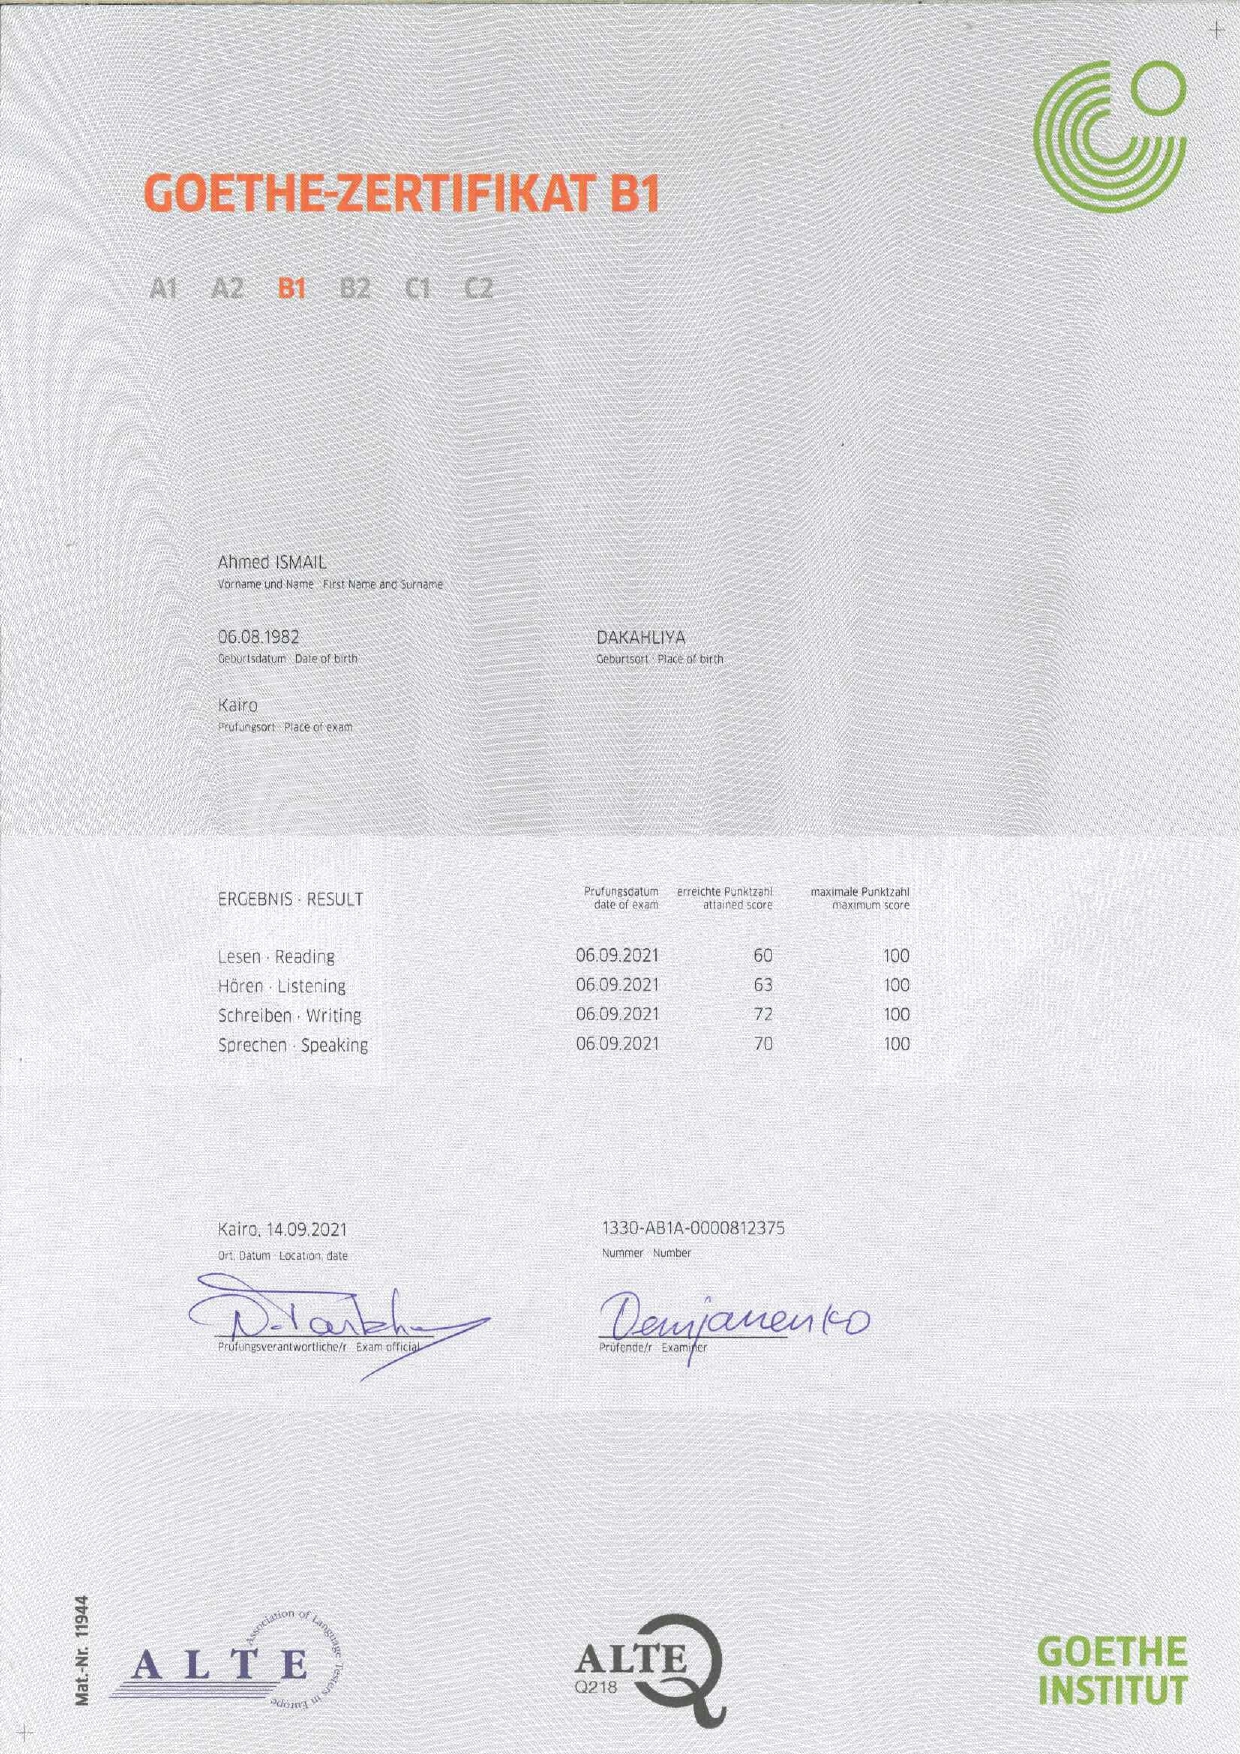 GOETHE-ZERTIFIKAT B1
A1 A2 B1 B2 C1 C2
Ahmed ISMAIL
Vorname und Name · First Name and Surname
06.08.1982
Geburtsdatum · Date of birth
DAKAHLIYA
Geburtsort · Place of birth
Kairo
Prüfungsort · Place of exam
ERGEBNIS · RESULT
Prüfungsdatum erreichte Punktzahl maximale Punktzahl
date of exam attained score maximum score
Lesen · Reading 06.09.2021 60 100
Hören · Listening 06.09.2021 63 100
Schreiben · Writing 06.09.2021 72 100
Sprechen · Speaking 06.09.2021 70 100
Kairo, 14.09.2021
Ort, Datum · Location, date
1330-AB1A-0000812375
Nummer · Number
Demjanenko
Prüfungsverantwortliche/r · Exam official
Prüfende/r · Examiner
Mat.-Nr. 11944
ALTE
Association of Language Testers in Europe
ALTE
Q218
GOETHE
INSTITUT